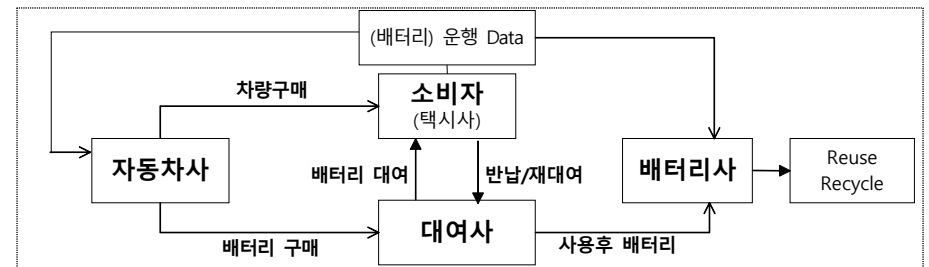 (배터리) 운행 Data
차량구매
소비자
(택시사)
자동차사
배터리 대여
반납/재대여
배터리사
Reuse
Recycle
대여사
배터리 구매
사용후 배터리